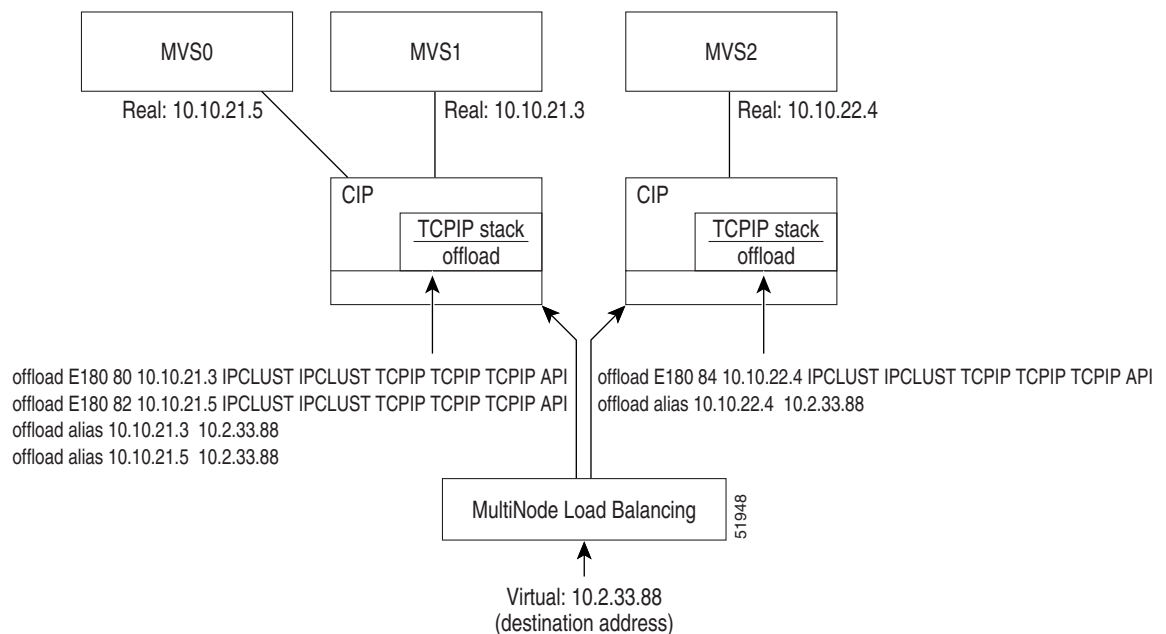 MVS0
MVS1
MVS2
Real: 10.10.21.5
Real: 10.10.21.3
Real: 10.10.22.4
CIP
TCPIP stack
offload
CIP
TCPIP stack
offload
offload E180 80 10.10.21.3 IPCLUST IPCLUST TCPIP TCPIP TCPIP API
offload E180 82 10.10.21.5 IPCLUST IPCLUST TCPIP TCPIP TCPIP API
offload alias 10.10.21.3 10.2.33.88
offload alias 10.10.21.5 10.2.33.88
offload E180 84 10.10.22.4 IPCLUST IPCLUST TCPIP TCPIP TCPIP API
offload alias 10.10.22.4 10.2.33.88
MultiNode Load Balancing
51948
Virtual: 10.2.33.88
(destination address)